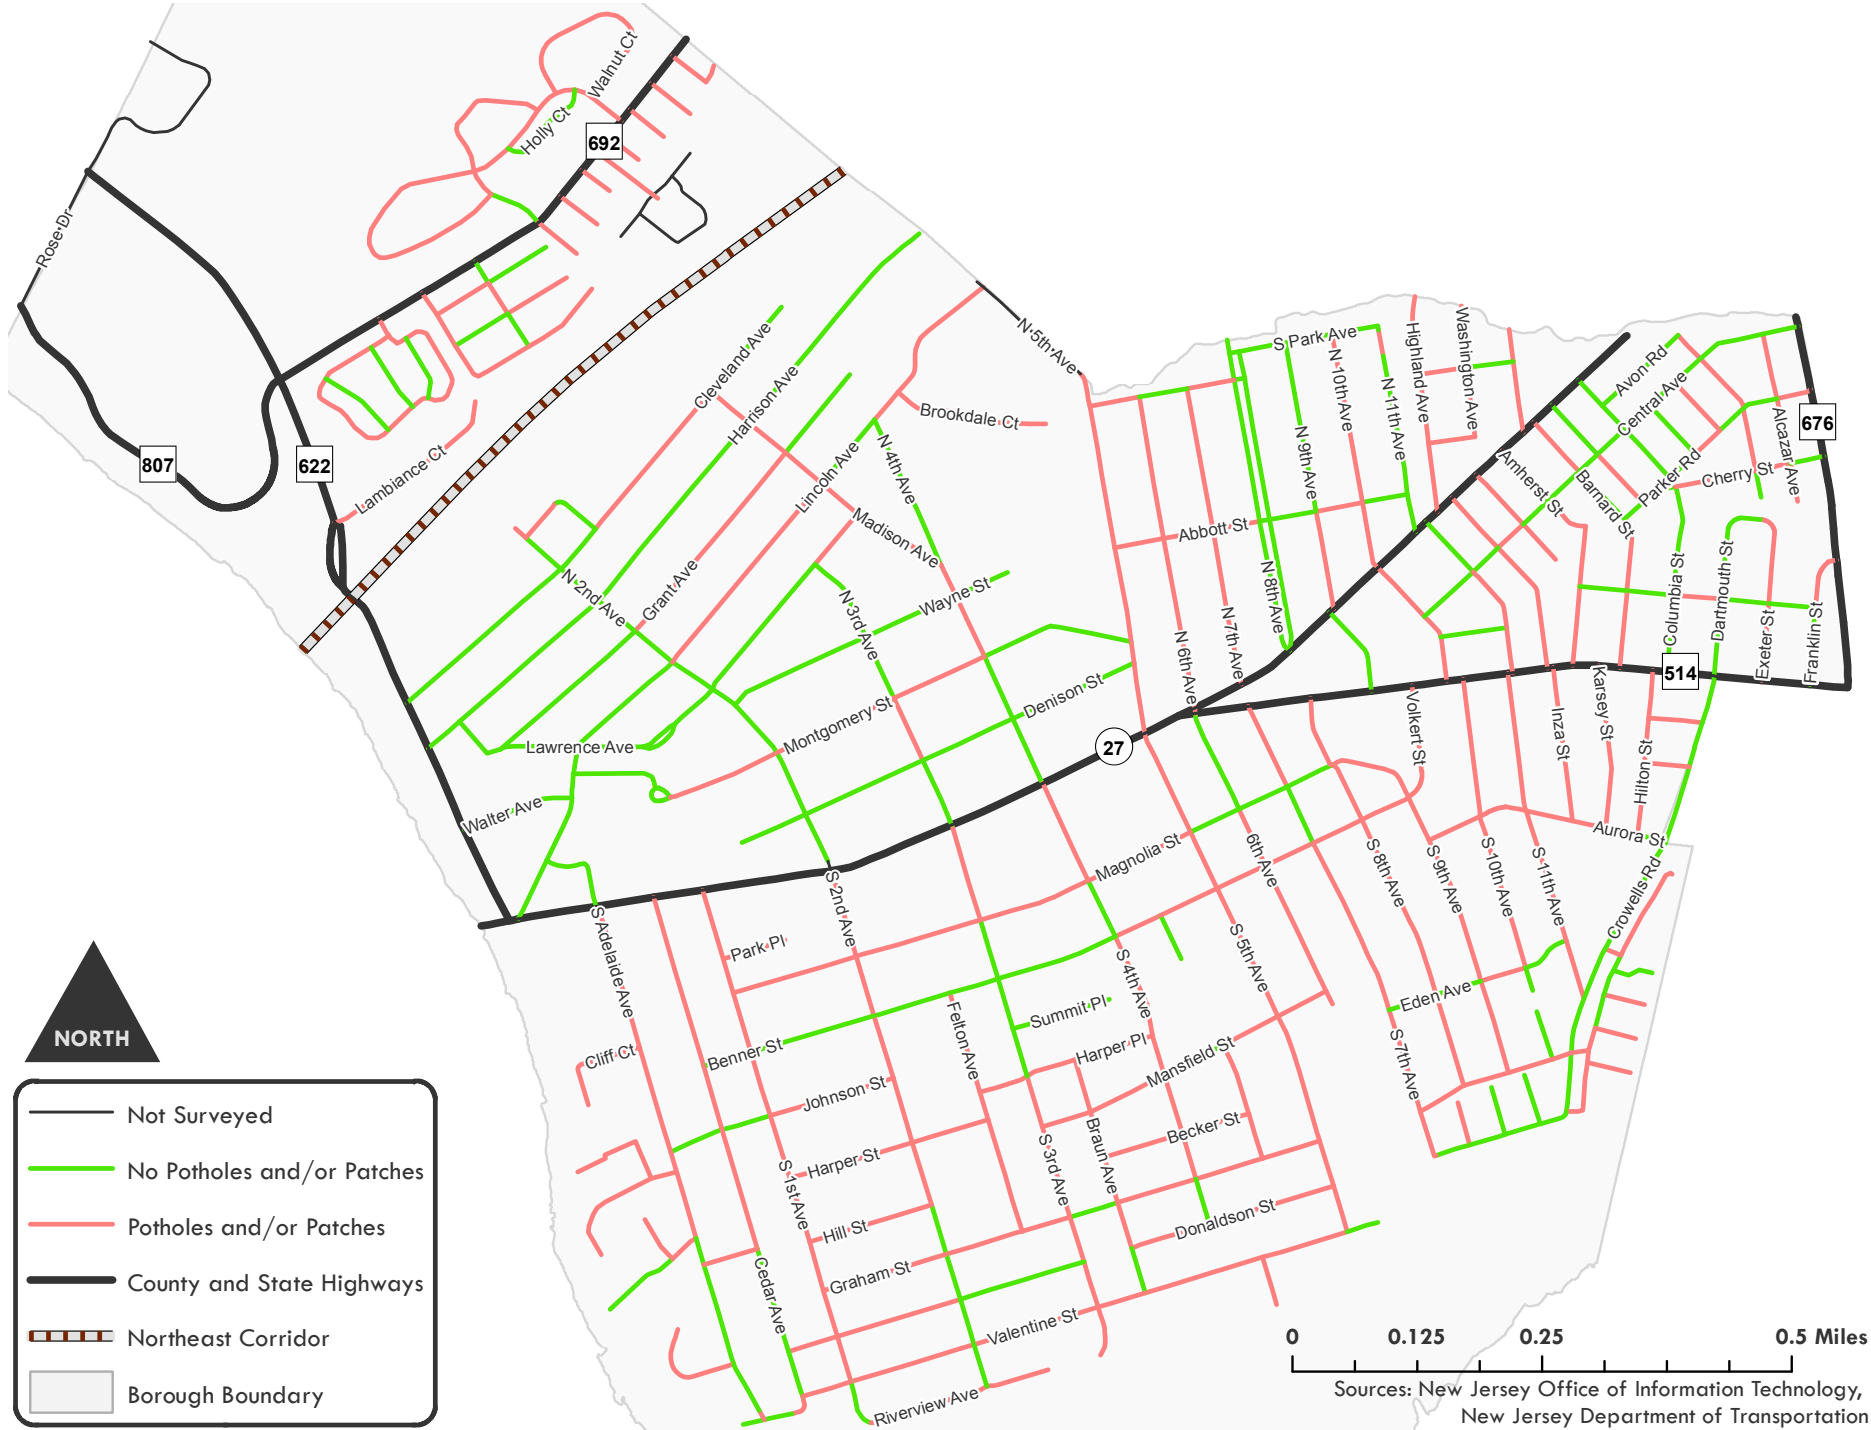 Walnut Ct
Holly Ct
692
Rose Dr
N 5th Ave
S Park Ave
Highland Ave
Washington Ave
Cleveland Ave
Harrison Ave
N 10th Ave
N 11th Ave
Avon Rd
Central Ave
Brookdale Ct
Alcazar Ave
676
N 4th Ave
Lincoln Ave
N 9th Ave
807
622
Lambiance Ct
Amherst St
Barnard St
Parker Rd
Cherry St
Madison Ave
Abbott St
N 2nd Ave
Grant Ave
Wayne St
N 3rd Ave
N 8th Ave
Columbia St
Dartmouth St
Exeter St
Franklin St
N 6th Ave
N 7th Ave
514
Montgomery St
Denison St
Lawrence Ave
27
Volkert St
Inza St
Karsey St
Hilton St
Walter Ave
Aurora St
Magnolia St
6th Ave
S 8th Ave
S 9th Ave
S 10th Ave
S 11th Ave
Crowells Rd
S 2nd Ave
S Adelaide Ave
Park Pl
S 5th Ave
S 4th Ave
Eden Ave
NORTH
Summit Pl
Felton Ave
Cliff Ct
Benner St
Harper Pl
Mansfield St
S 7th Ave
Johnson St
Becker St
Braun Ave
S 3rd Ave
Harper St
S 1st Ave
Hill St
Donaldson St
Graham St
Cedar Ave
Valentine St
Riverview Ave
Not Surveyed
No Potholes and/or Patches
Potholes and/or Patches
County and State Highways
Northeast Corridor
Borough Boundary
0 0.125 0.25 0.5 Miles
Sources: New Jersey Office of Information Technology,
New Jersey Department of Transportation